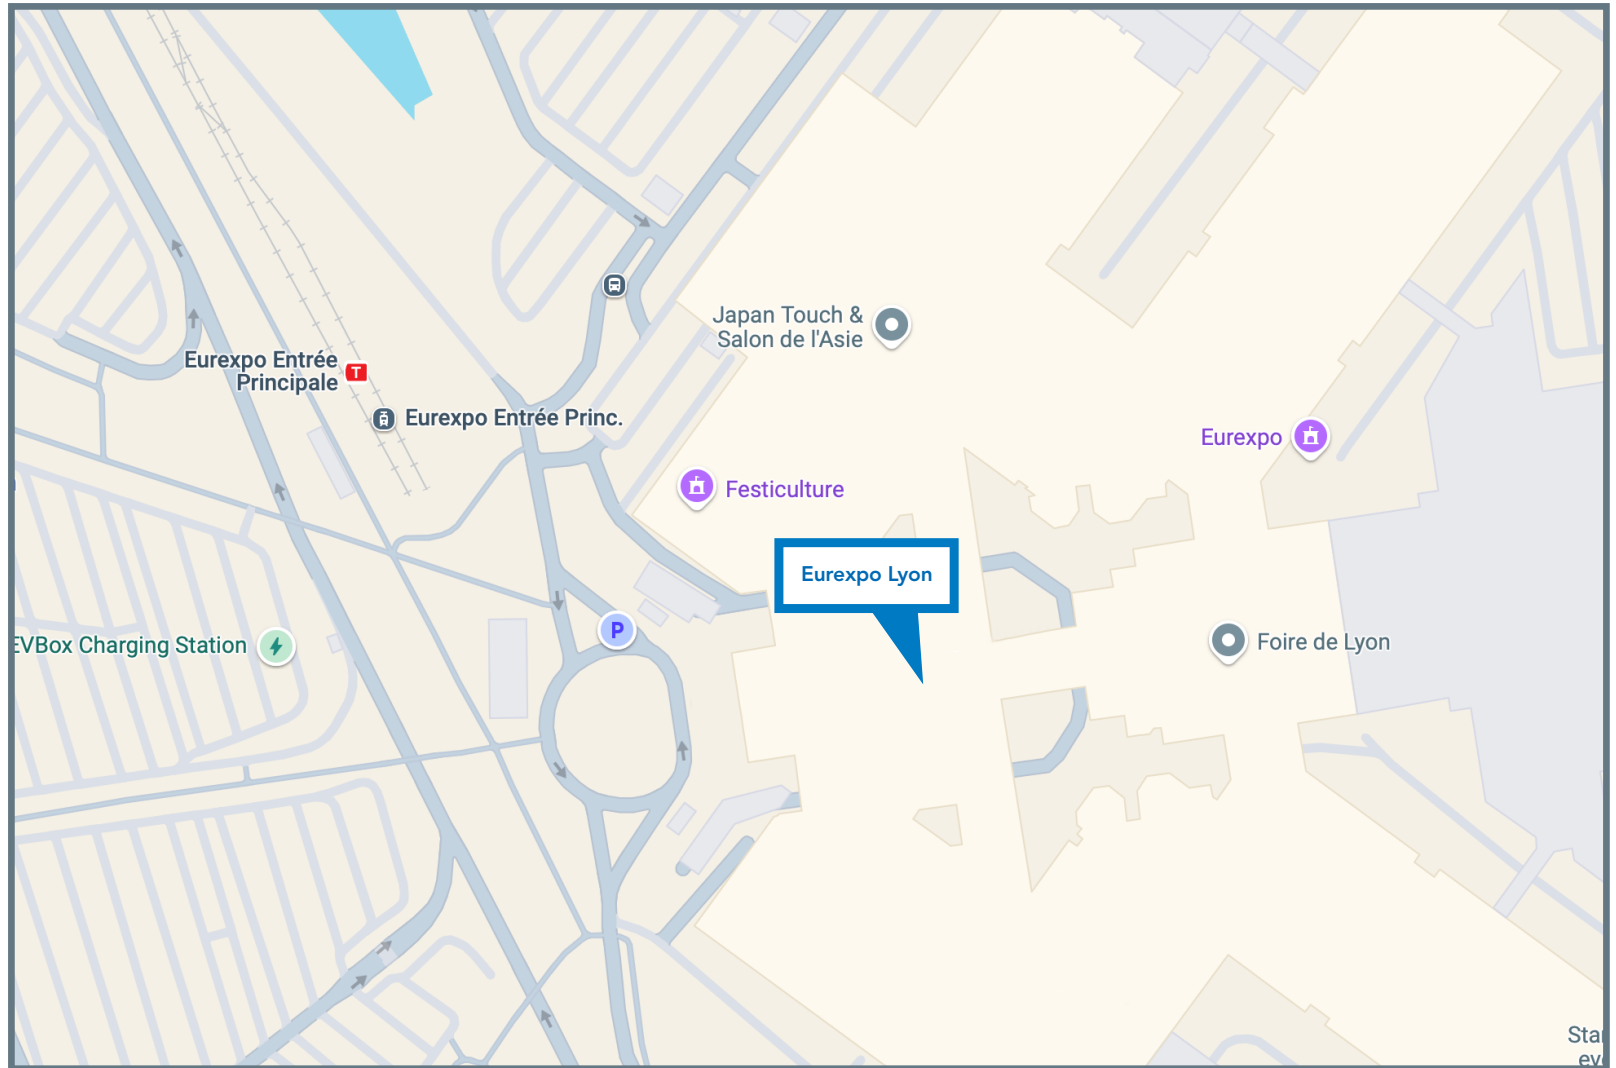 Japan Touch &
Salon de l'Asie
Eurexpo Entrée
Principale
T
Eurexpo Entrée Princ.
Eurexpo
Festiculture
Eurexpo Lyon
P
EVBox Charging Station
Foire de Lyon